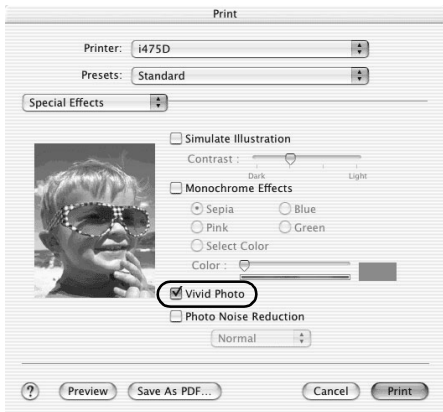 Print
Printer: i475D
Presets: Standard
Special Effects
Simulate Illustration
Contrast :
Dark Light
Monochrome Effects
Sepia Blue
Pink Green
Select Color
Color :
Vivid Photo
Photo Noise Reduction
Normal
? Preview Save As PDF... Cancel Print